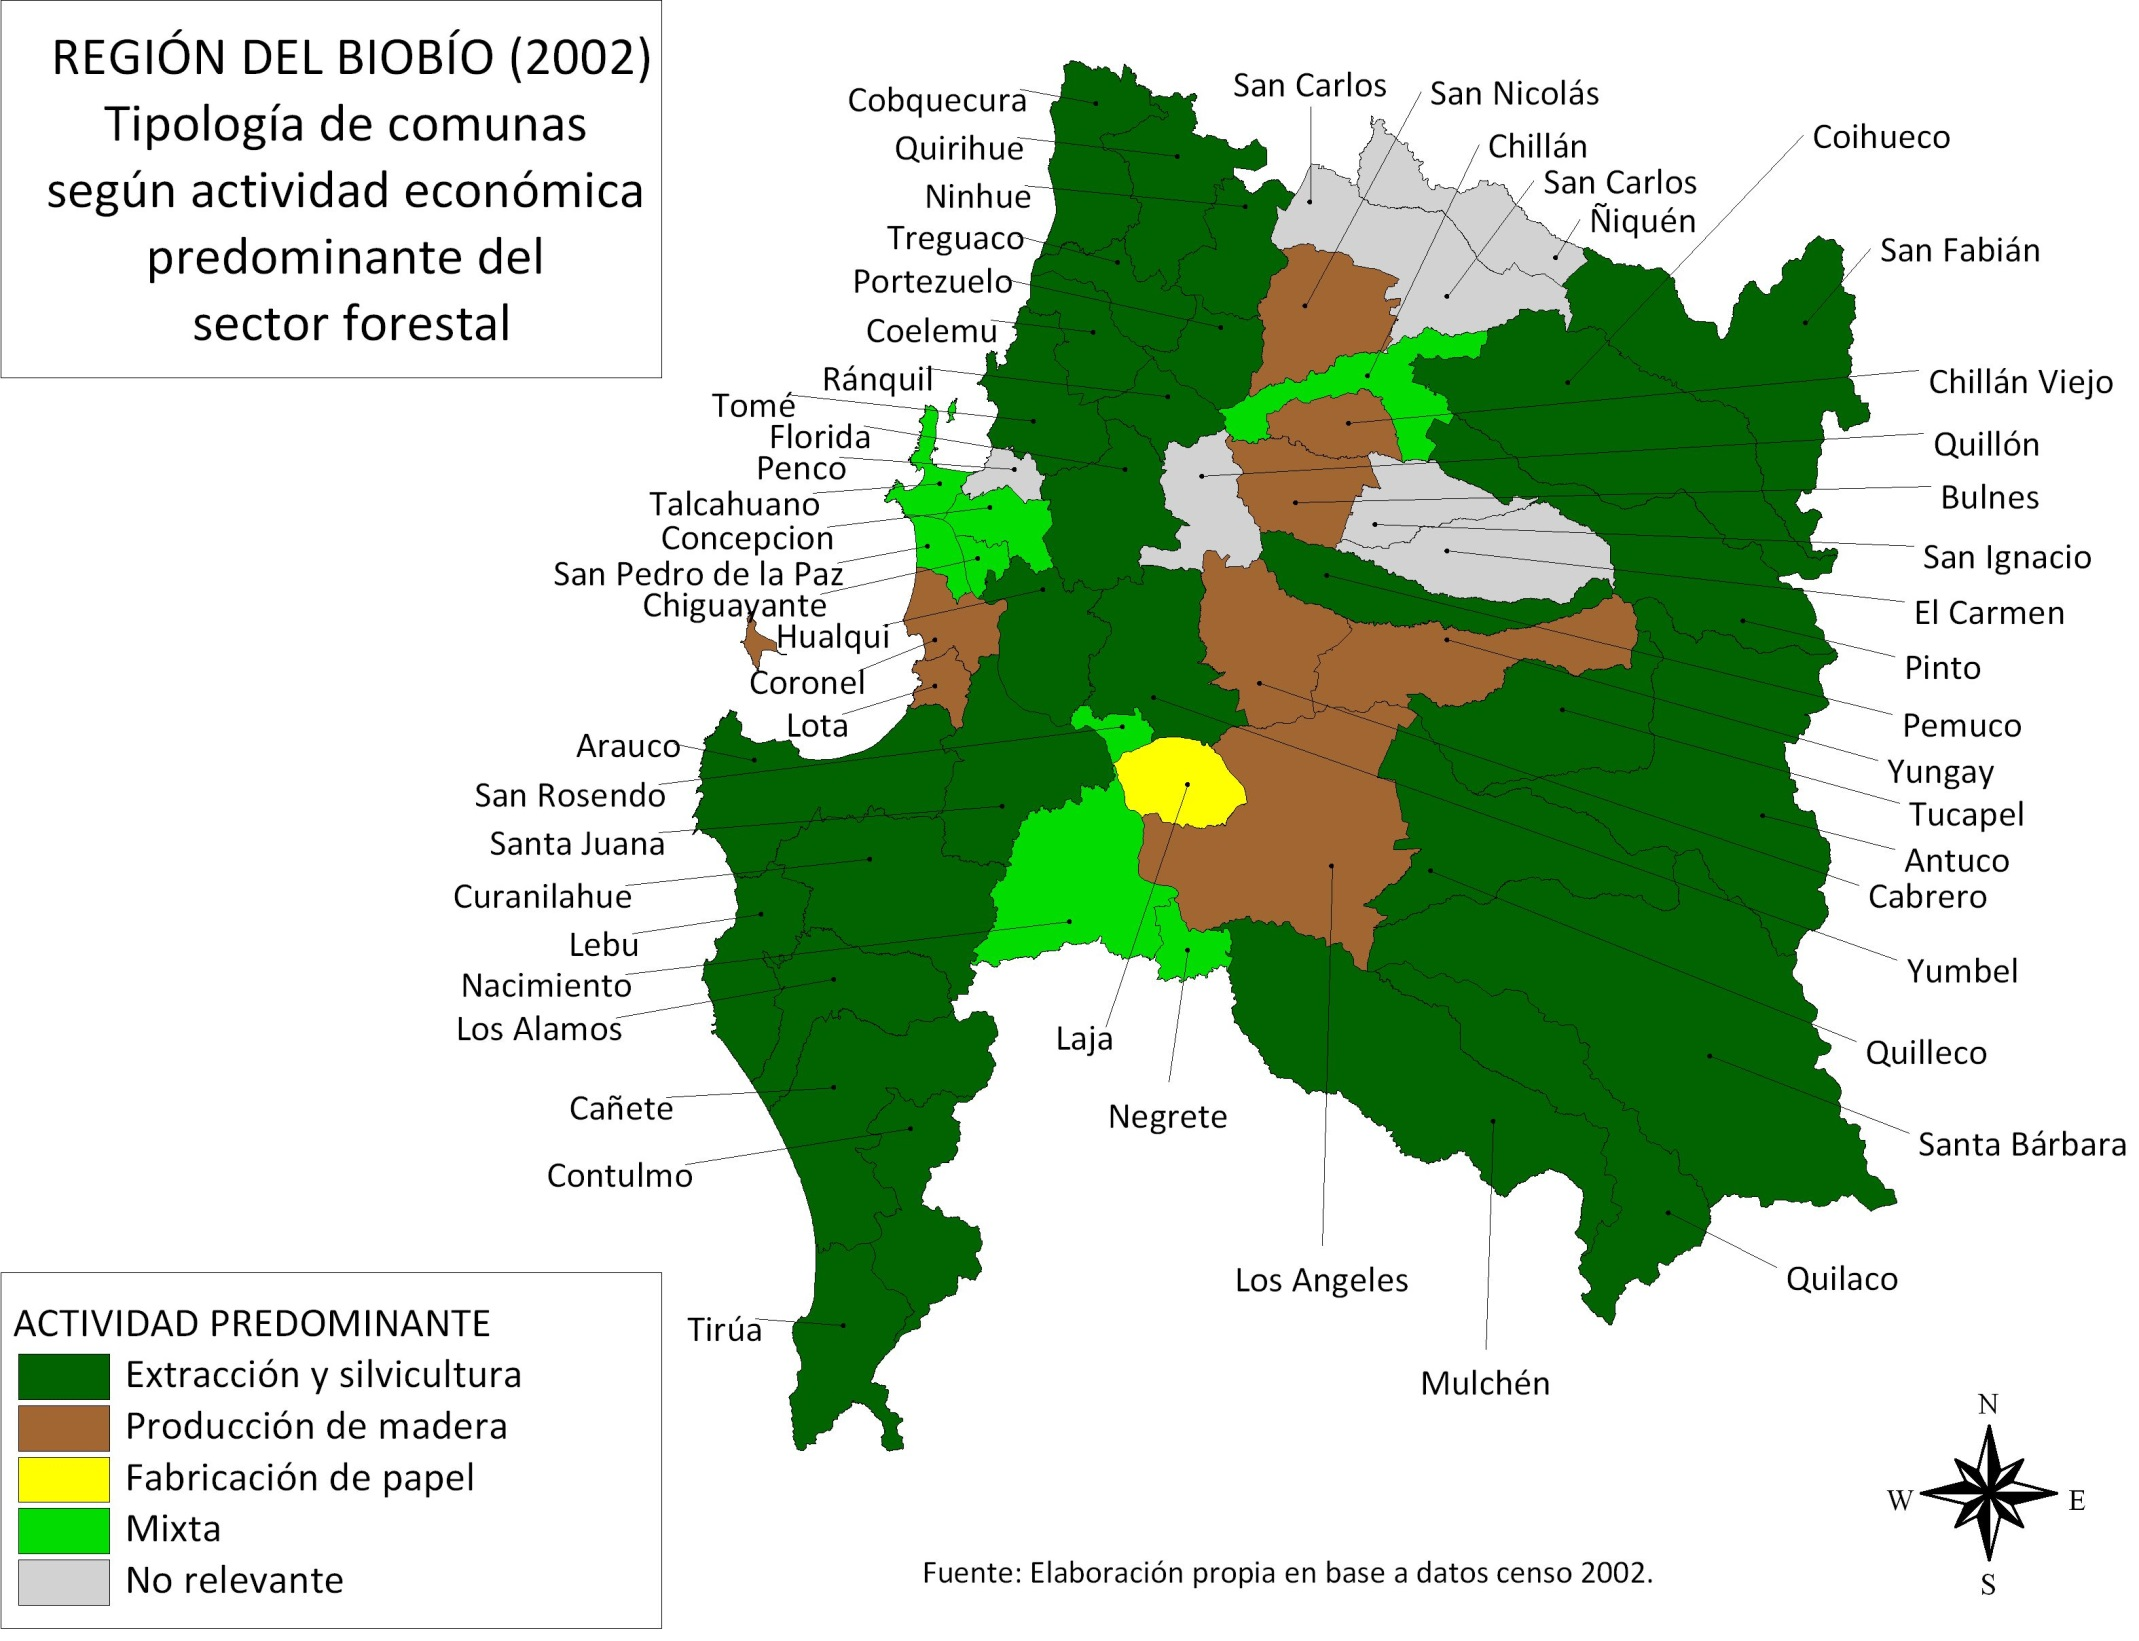 REGIÓN DEL BIOBÍO (2002)
Tipología de comunas
según actividad económica
predominante del
sector forestal
Cobquecura
Quirihue
Ninhue
Treguaco
Portezuelo
Coelemu
Ránquil
Tomé
Florida
Penco
Talcahuano
Concepcion
San Pedro de la Paz
Chiguayante
Hualqui
Coronel
Lota
Arauco
San Rosendo
Santa Juana
Curanilahue
Lebu
Nacimiento
Los Alamos
Cañete
Contulmo
Tirúa
San Carlos
San Nicolás
Chillán
San Carlos
Ñiquén
Coihueco
San Fabián
Chillán Viejo
Quillón
Bulnes
San Ignacio
El Carmen
Pinto
Pemuco
Yungay
Tucapel
Antuco
Cabrero
Yumbel
Quilleco
Santa Bárbara
Quilaco
Laja
Negrete
Los Angeles
Mulchén
ACTIVIDAD PREDOMINANTE
Extracción y silvicultura
Producción de madera
Fabricación de papel
Mixta
No relevante
N
W
E
S
Fuente: Elaboración propia en base a datos censo 2002.